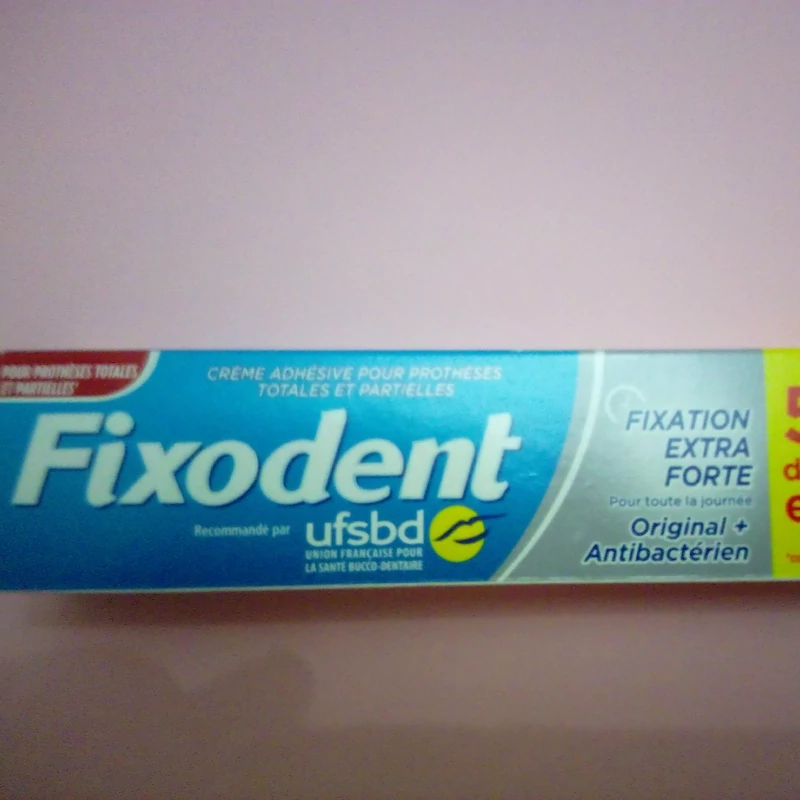 POUR PROTHÈSES TOTALES
ET PARTIELLES*
CRÈME ADHÉSIVE POUR PROTHÈSES
TOTALES ET PARTIELLES
Fixodent
Recommandé par
ufsbd
UNION FRANÇAISE POUR
LA SANTÉ BUCCO-DENTAIRE
FIXATION
EXTRA
FORTE
Pour toute la journée
Original +
Antibactérien